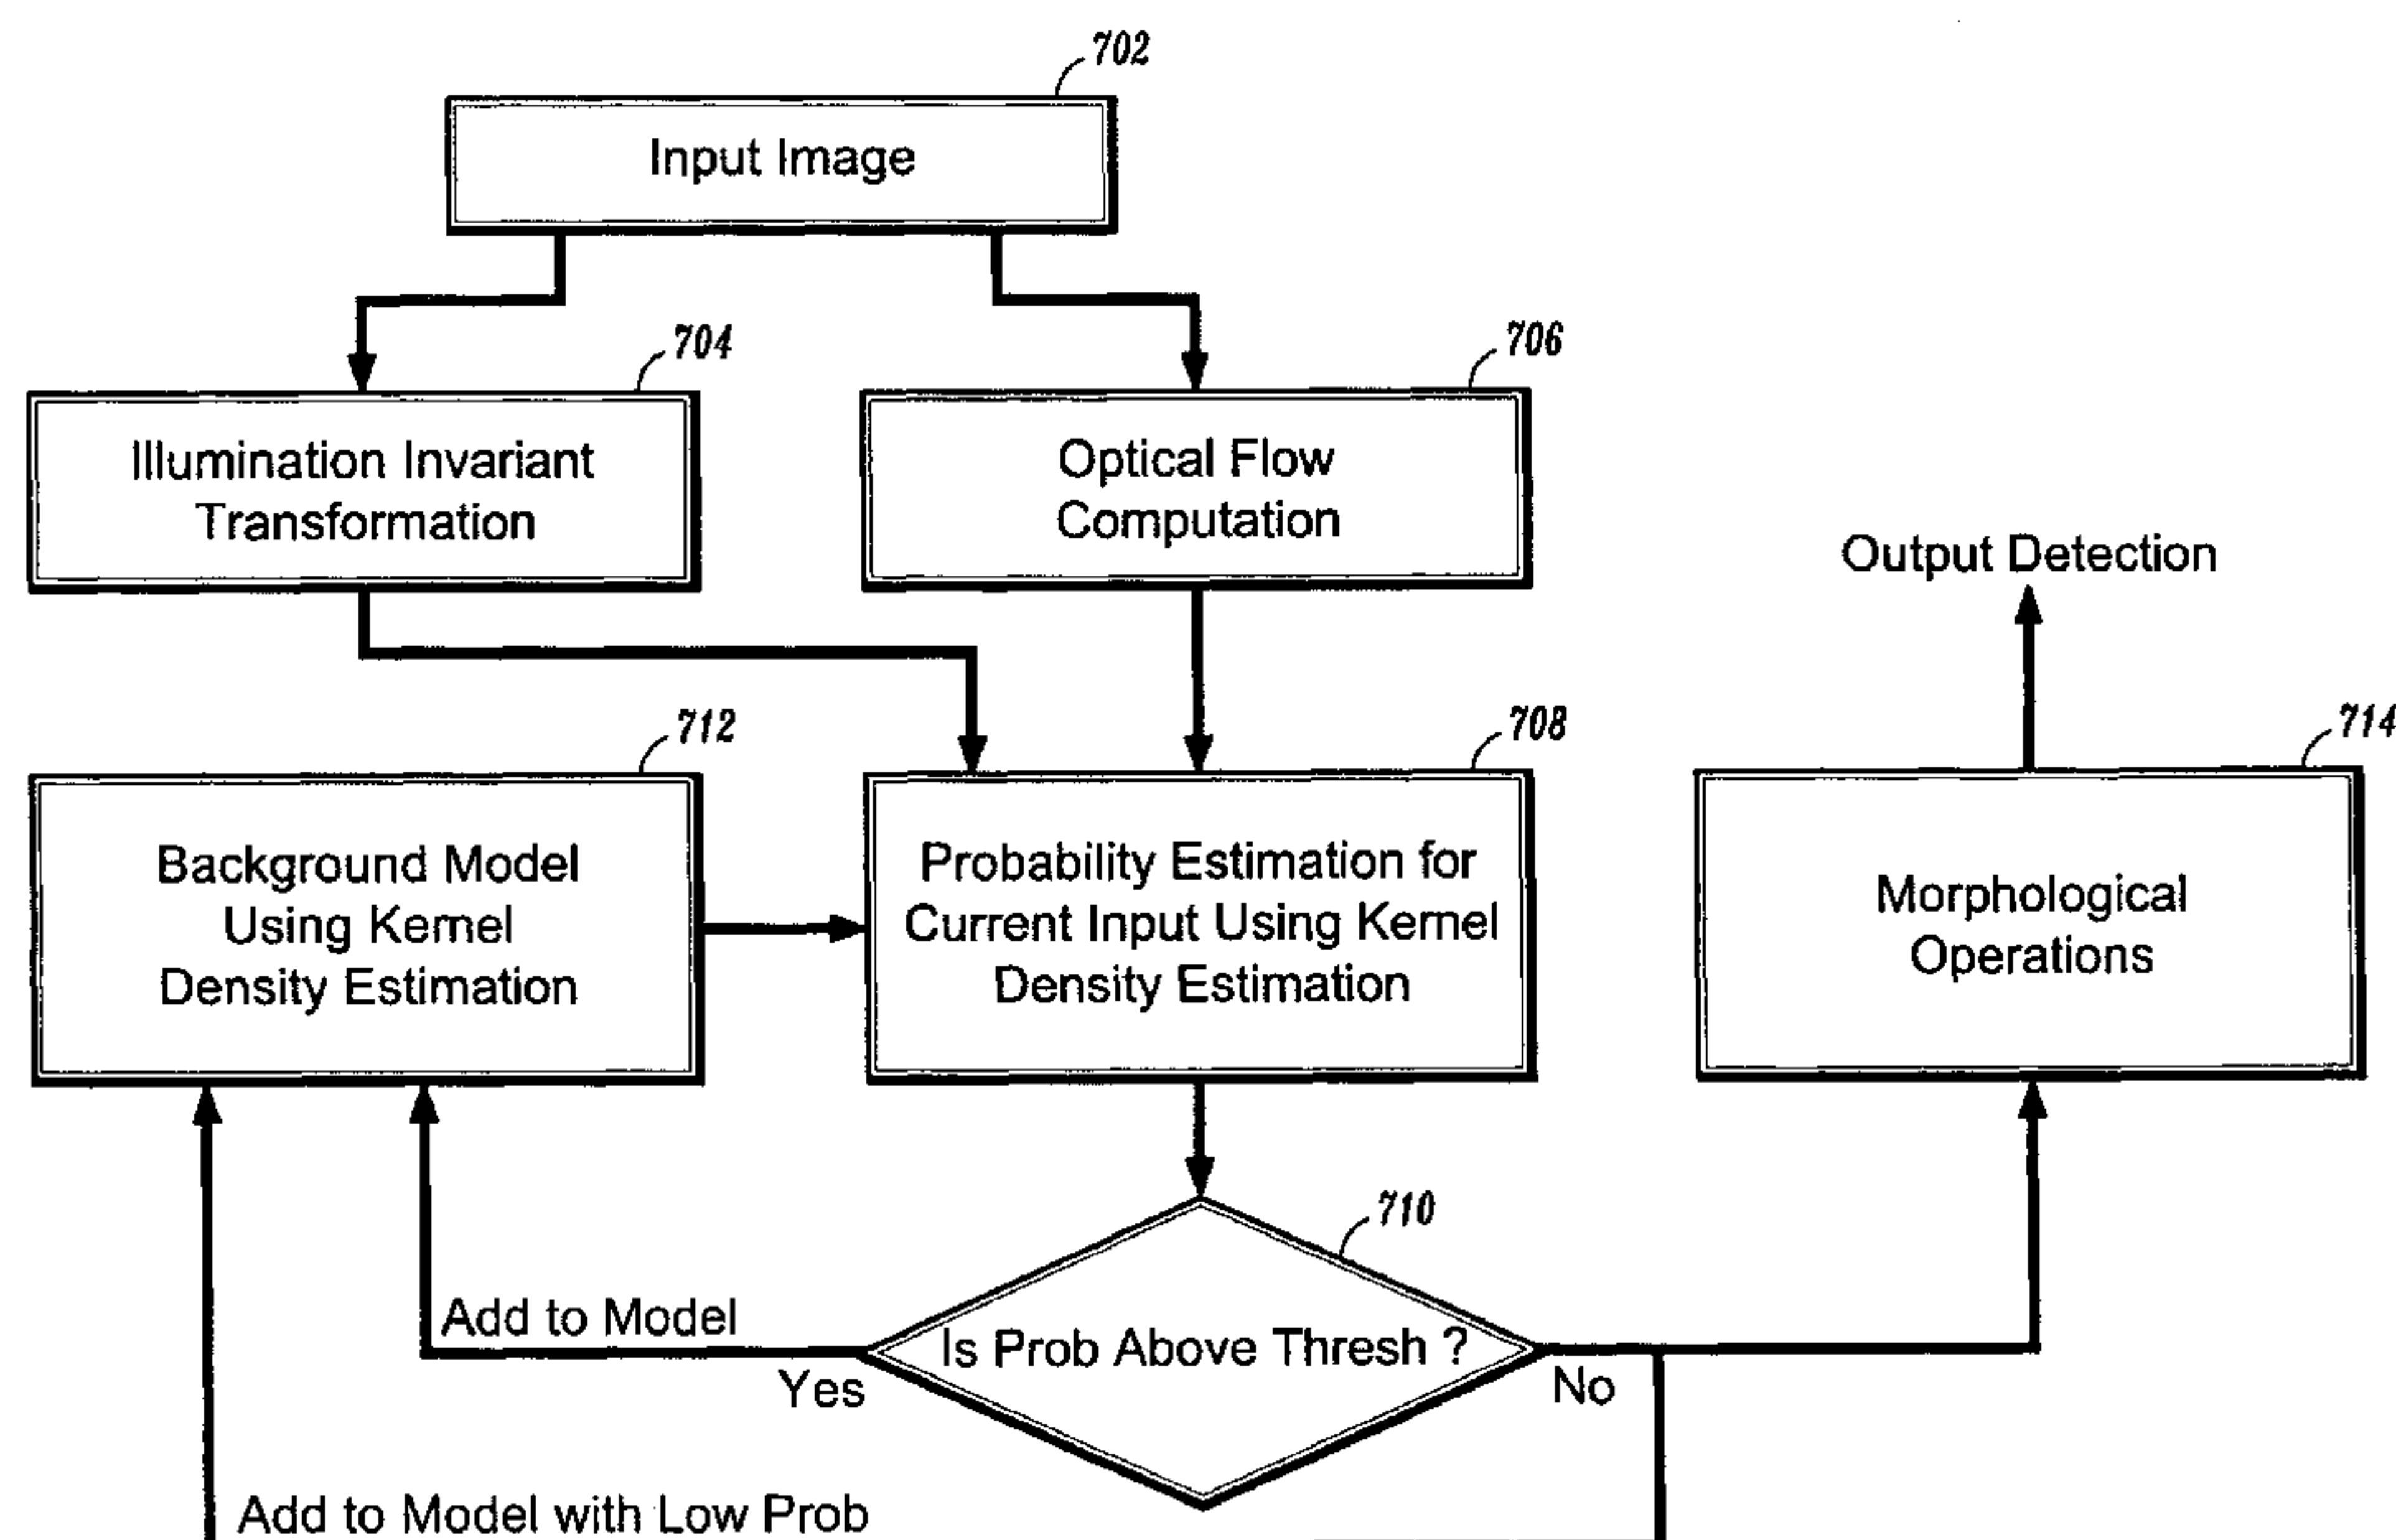 702
Input Image
704
706
Illumination Invariant
Transformation
Optical Flow
Computation
Output Detection
712
708
714
Background Model
Using Kernel
Density Estimation
Probability Estimation for
Current Input Using Kernel
Density Estimation
Morphological
Operations
710
Add to Model
Is Prob Above Thresh ?
Yes
No
Add to Model with Low Prob